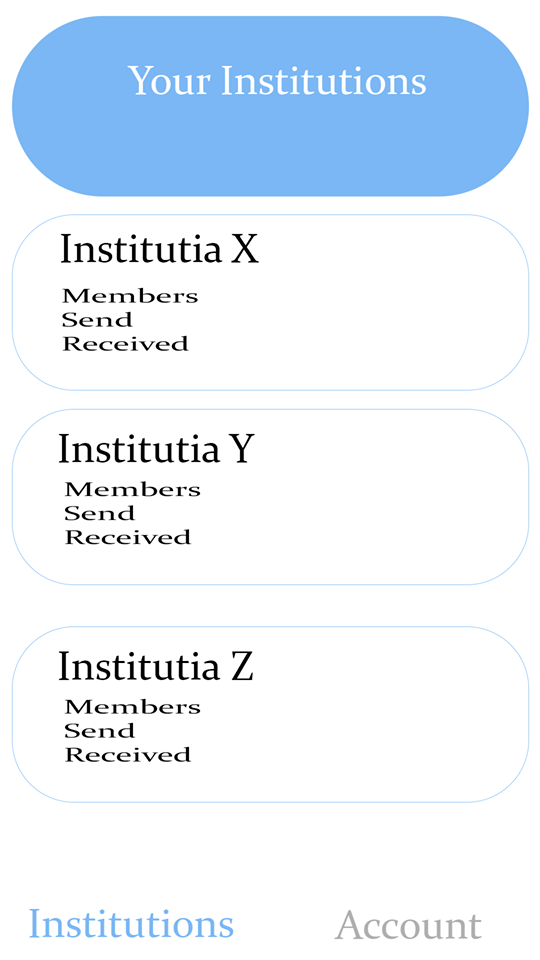 Your Institutions
Institutia X
Members
Send
Received
Institutia Y
Members
Send
Received
Institutia Z
Members
Send
Received
Institutions
Account